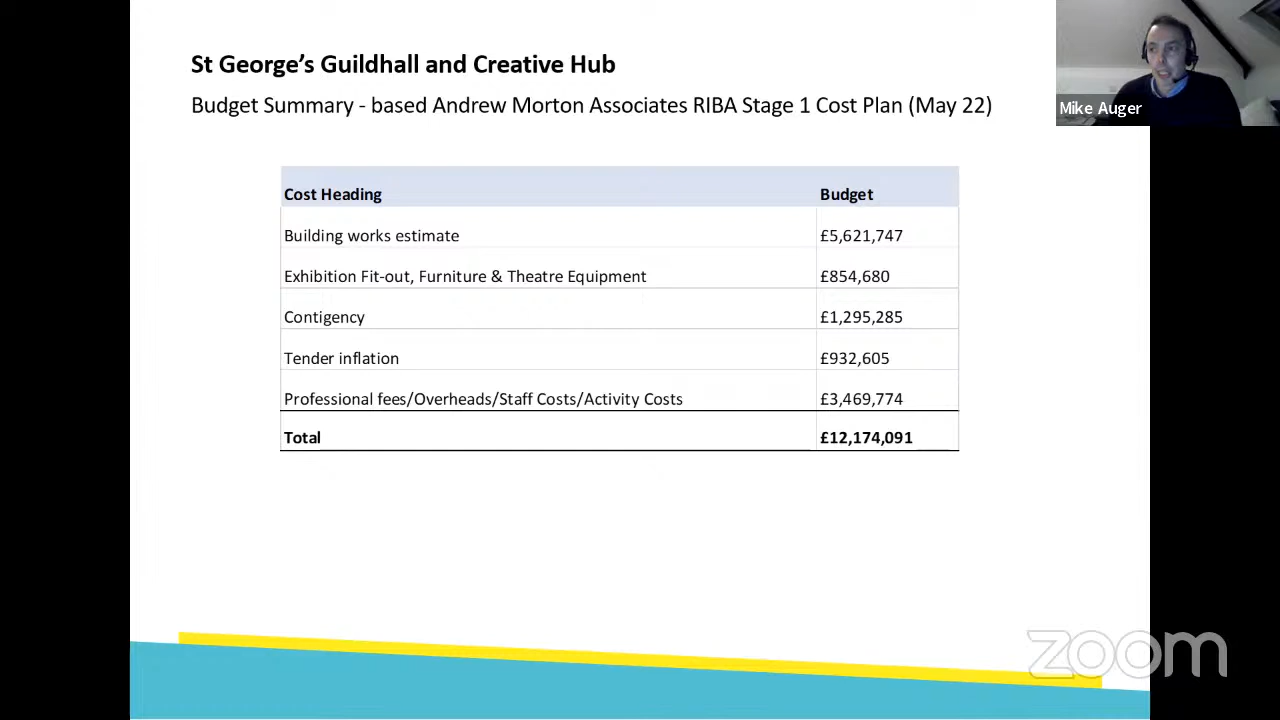 St George's Guildhall and Creative Hub
Budget Summary - based Andrew Morton Associates RIBA Stage 1 Cost Plan (May 22)
Mike Auger
Cost Heading Budget
Building works estimate £5,621,747
Exhibition Fit-out, Furniture & Theatre Equipment £854,680
Contigency £1,295,285
Tender inflation £932,605
Professional fees/Overheads/Staff Costs/Activity Costs £3,469,774
Total £12,174,091
zoom